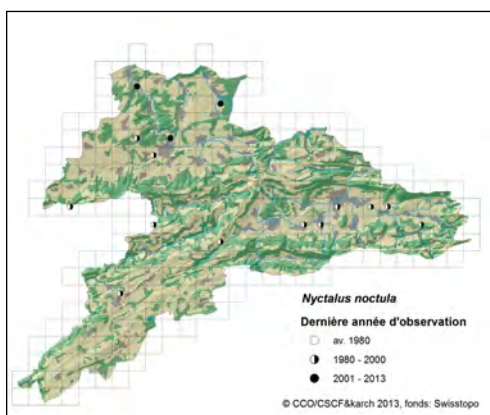 Nyctalus noctula
Dernière année d'observation
av. 1980
1980 - 2000
2001 - 2013
© CCO/CSCF&karch 2013, fonds: Swisstopo